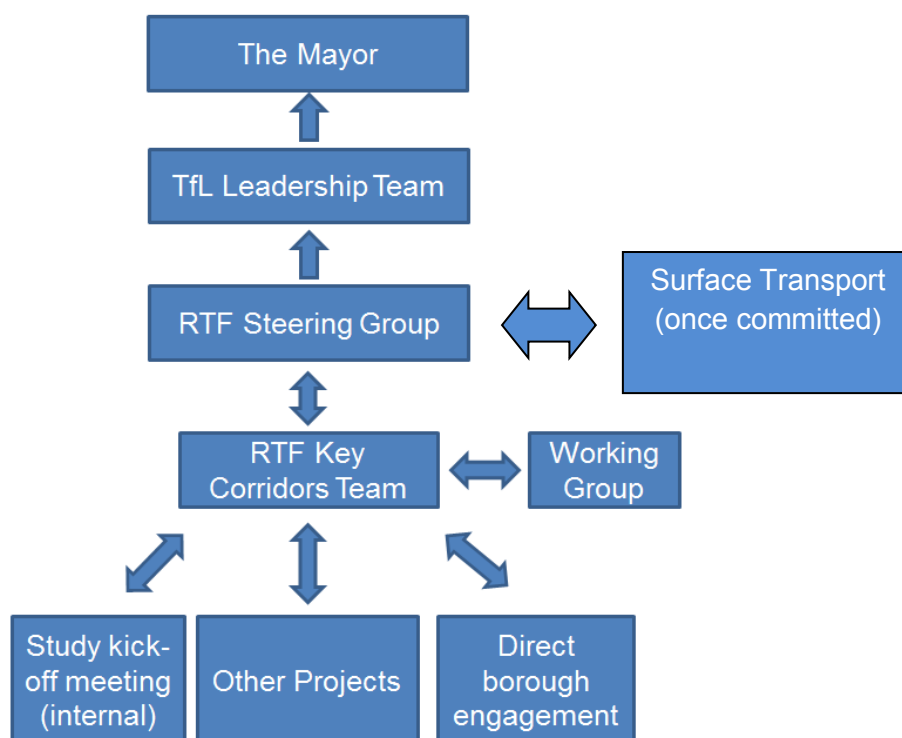 The Mayor
TfL Leadership Team
RTF Steering Group
Surface Transport
(once committed)
RTF Key
Corridors Team
Working
Group
Study kick-
off meeting
(internal)
Other Projects
Direct
borough
engagement